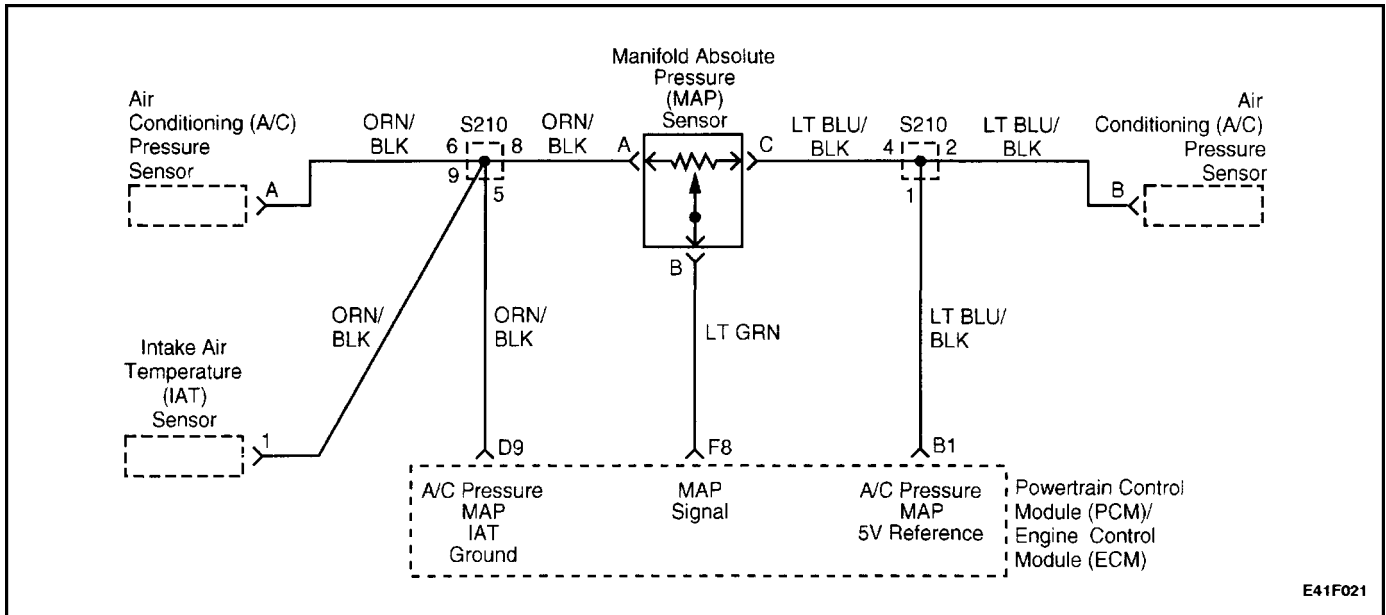 Manifold Absolute
Pressure
(MAP)
Sensor
Air
Conditioning (A/C)
Pressure
Sensor
ORN/
BLK
S210
ORN/
BLK
LT BLU/
BLK
S210
LT BLU/
BLK
Air
Conditioning (A/C)
Pressure
Sensor
6
8
9
5
A
C
4
2
1
A
B
B
ORN/
BLK
ORN/
BLK
LT GRN
LT BLU/
BLK
Intake Air
Temperature
(IAT)
Sensor
1
D9
F8
B1
A/C Pressure
MAP
IAT
Ground
MAP
Signal
A/C Pressure
MAP
5V Reference
Powertrain Control
Module (PCM)/
Engine Control
Module (ECM)
E41F021